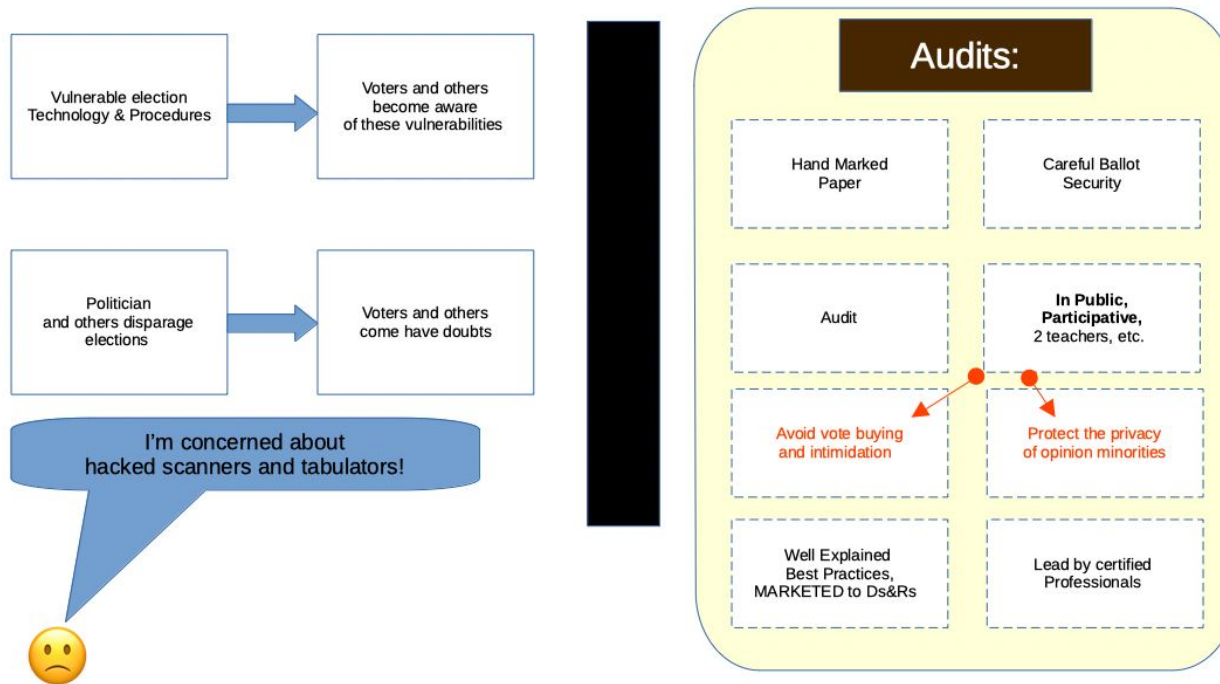 Vulnerable election
Technology & Procedures
Voters and others
become aware
of these vulnerabilities
Politician
and others disparage
elections
Voters and others
come have doubts
I'm concerned about
hacked scanners and tabulators!
Audits:
Hand Marked
Paper
Careful Ballot
Security
Audit
In Public,
Participative,
2 teachers, etc.
Avoid vote buying
and intimidation
Protect the privacy
of opinion minorities
Well Explained
Best Practices,
MARKETED to Ds&Rs
Lead by certified
Professionals